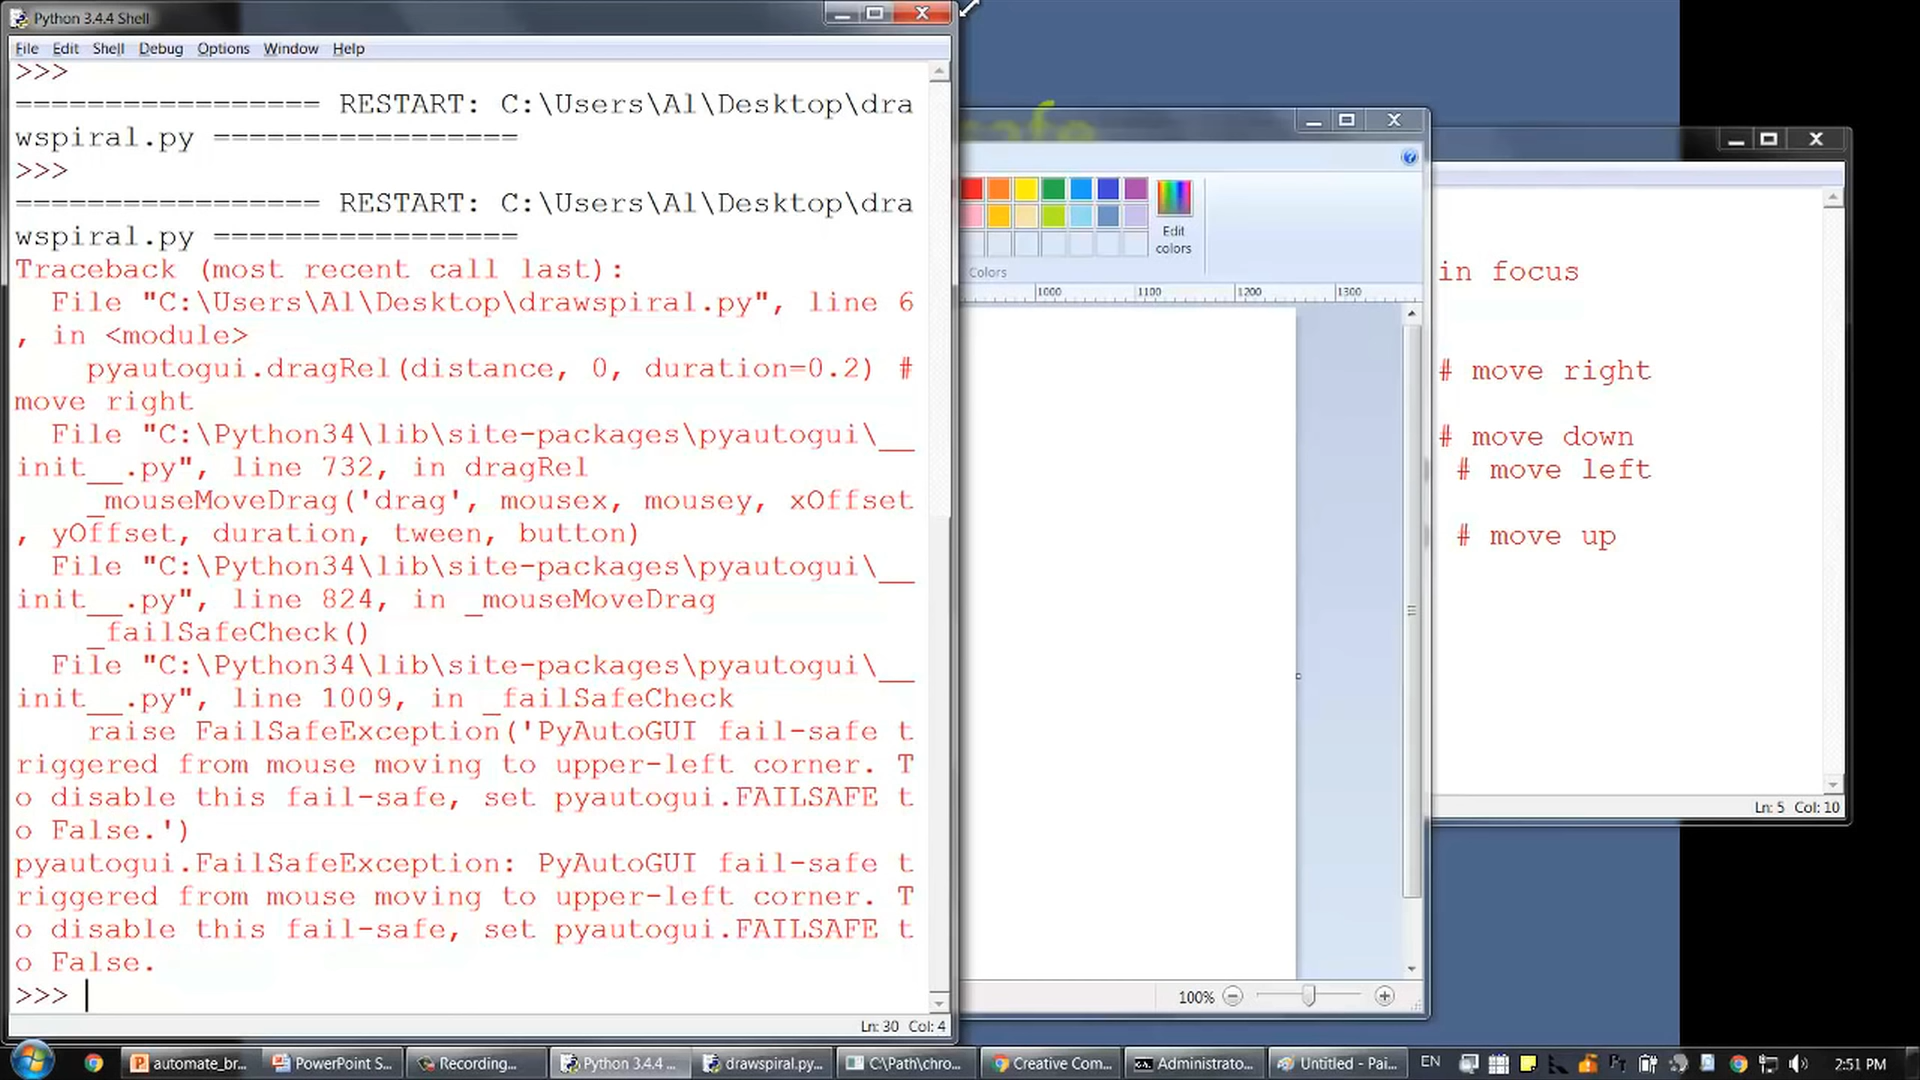 Python 3.4.4 Shell
File Edit Shell Debug Options Window Help
>>>
================= RESTART: C:\Users\Al\Desktop\dra
wspiral.py =================
>>>
================= RESTART: C:\Users\Al\Desktop\dra
wspiral.py =================
Traceback (most recent call last):
  File "C:\Users\Al\Desktop\drawspiral.py", line 6
, in <module>
    pyautogui.dragRel(distance, 0, duration=0.2) #
move right
  File "C:\Python34\lib\site-packages\pyautogui\__
init__.py", line 732, in dragRel
    _mouseMoveDrag('drag', mousex, mousey, xOffset
, yOffset, duration, tween, button)
  File "C:\Python34\lib\site-packages\pyautogui\__
init__.py", line 824, in _mouseMoveDrag
    _failSafeCheck()
  File "C:\Python34\lib\site-packages\pyautogui\__
init__.py", line 1009, in _failSafeCheck
    raise FailSafeException('PyAutoGUI fail-safe t
riggered from mouse moving to upper-left corner. T
o disable this fail-safe, set pyautogui.FAILSAFE t
o False.')
pyautogui.FailSafeException: PyAutoGUI fail-safe t
riggered from mouse moving to upper-left corner. T
o disable this fail-safe, set pyautogui.FAILSAFE t
o False.
>>>
Ln: 30 Col: 4
Edit
colors
Colors
1000 1100 1200 1300
100%
in focus
# move right
# move down
# move left
# move up
Ln: 5 Col: 10
automate_br... PowerPoint S... Recording... Python 3.4.4 ... drawspiral.py... C:\Path\chro... Creative Com... Administrato... Untitled - Pai... EN 2:51 PM